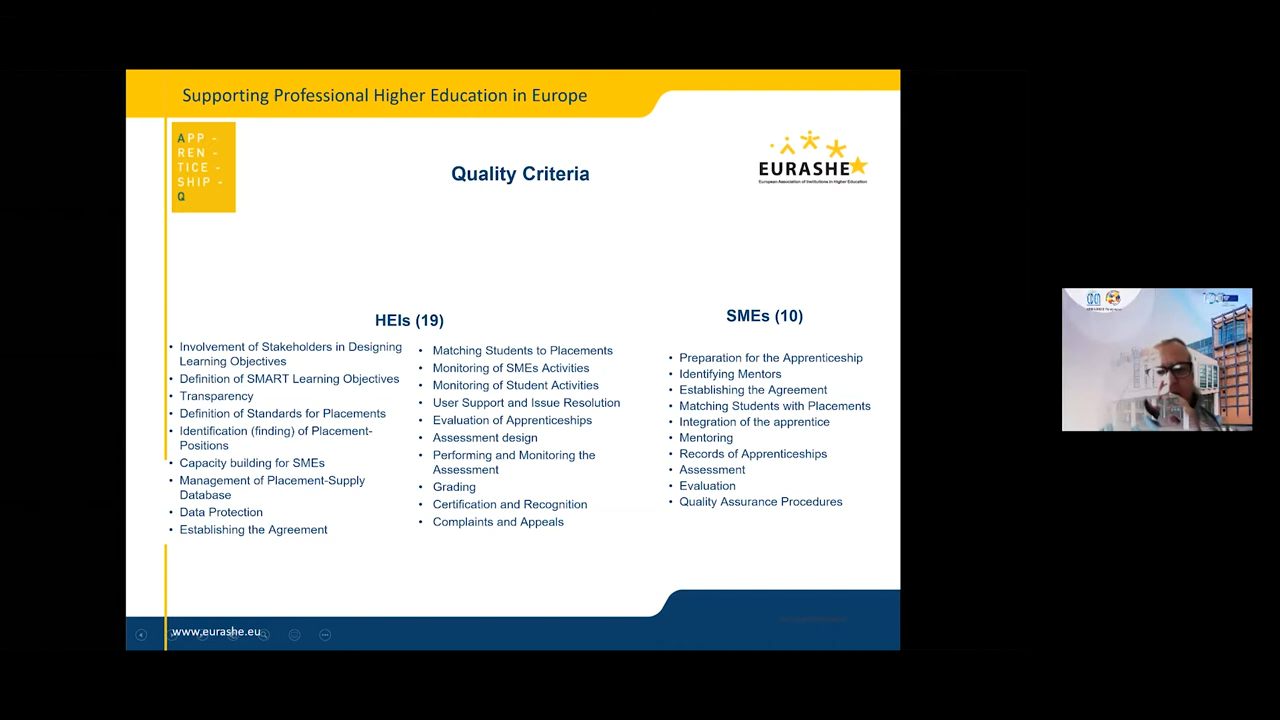 Supporting Professional Higher Education in Europe
APP -
REN -
TICE -
SHIP -
Q
Quality Criteria
EURASHE
European Association of Institutions in Higher Education
HEIs (19)
• Involvement of Stakeholders in Designing
Learning Objectives
• Definition of SMART Learning Objectives
• Transparency
• Definition of Standards for Placements
• Identification (finding) of Placement-
Positions
• Capacity building for SMEs
• Management of Placement-Supply
Database
• Data Protection
• Establishing the Agreement
• Matching Students to Placements
• Monitoring of SMEs Activities
• Monitoring of Student Activities
• User Support and Issue Resolution
• Evaluation of Apprenticeships
• Assessment design
• Performing and Monitoring the
Assessment
• Grading
• Certification and Recognition
• Complaints and Appeals
SMEs (10)
• Preparation for the Apprenticeship
• Identifying Mentors
• Establishing the Agreement
• Matching Students with Placements
• Integration of the apprentice
• Mentoring
• Records of Apprenticeships
• Assessment
• Evaluation
• Quality Assurance Procedures
www.eurashe.eu